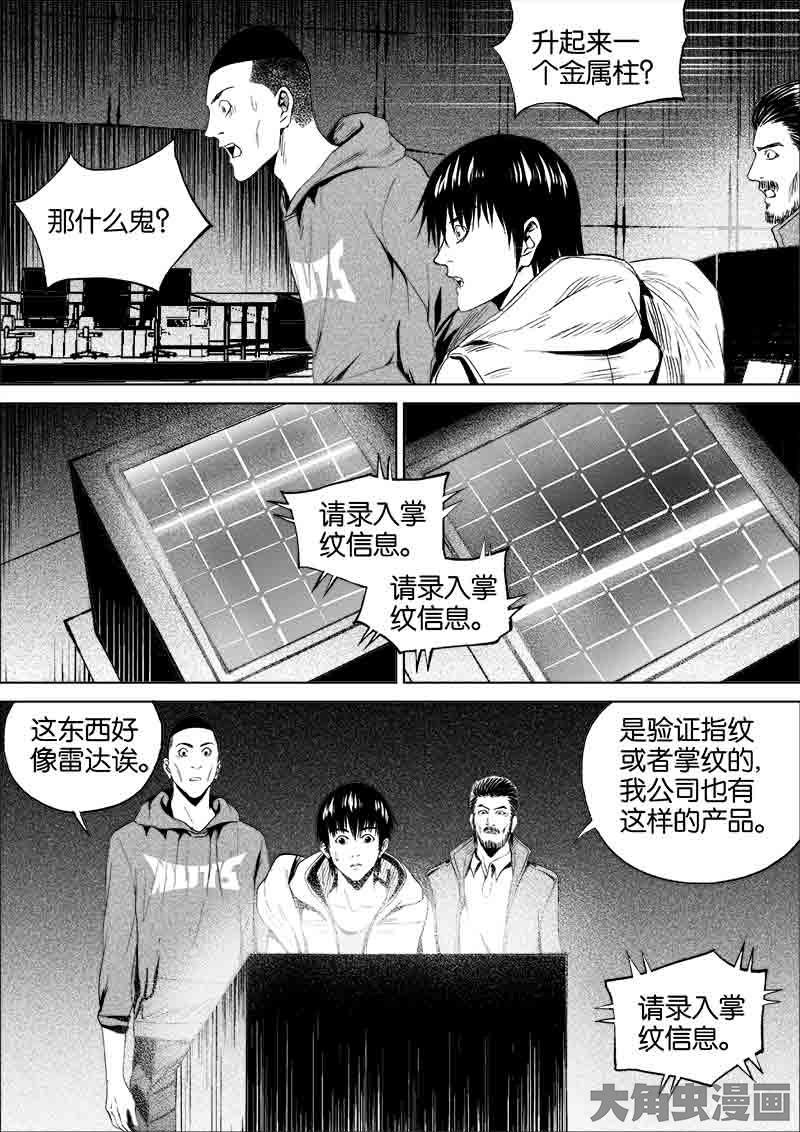 升起来一
个金属柱？
那什么鬼？
请录入掌
纹信息。
请录入掌
纹信息。
这东西好
像雷达诶。
是验证指纹
或者掌纹的，
我公司也有
这样的产品。
请录入掌
纹信息。
大角虫漫画